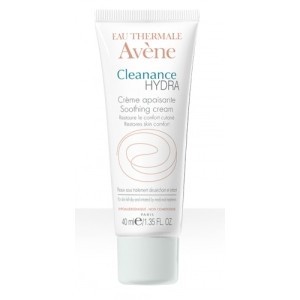 EAU THERMALE
Avène
Cleanance
HYDRA
Crème apaisante
Soothing cream
Restaure le confort cutané
Restores skin comfort
PARIS
40 ml e/1.35 FL. OZ